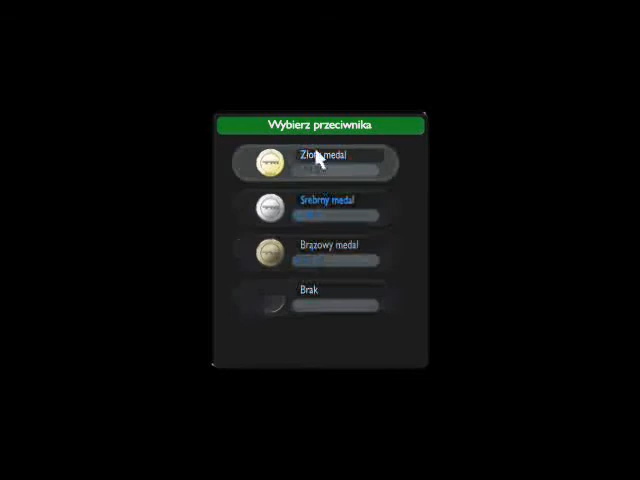 Wybierz przeciwnika
Złoty medal
Srebrny medal
Brązowy medal
Brak